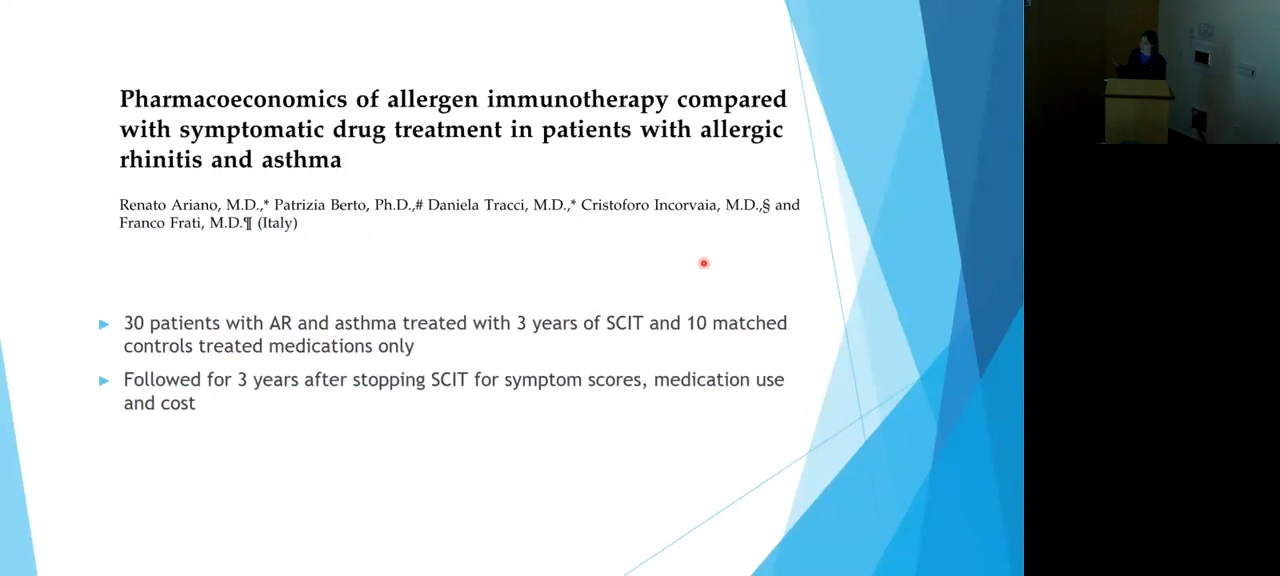 Pharmacoeconomics of allergen immunotherapy compared
with symptomatic drug treatment in patients with allergic
rhinitis and asthma
Renato Ariano, M.D.,* Patrizia Berto, Ph.D.,# Daniela Tracci, M.D.,* Cristoforo Incorvaia, M.D.,§ and
Franco Frati, M.D.¶ (Italy)
30 patients with AR and asthma treated with 3 years of SCIT and 10 matched
controls treated medications only
Followed for 3 years after stopping SCIT for symptom scores, medication use
and cost